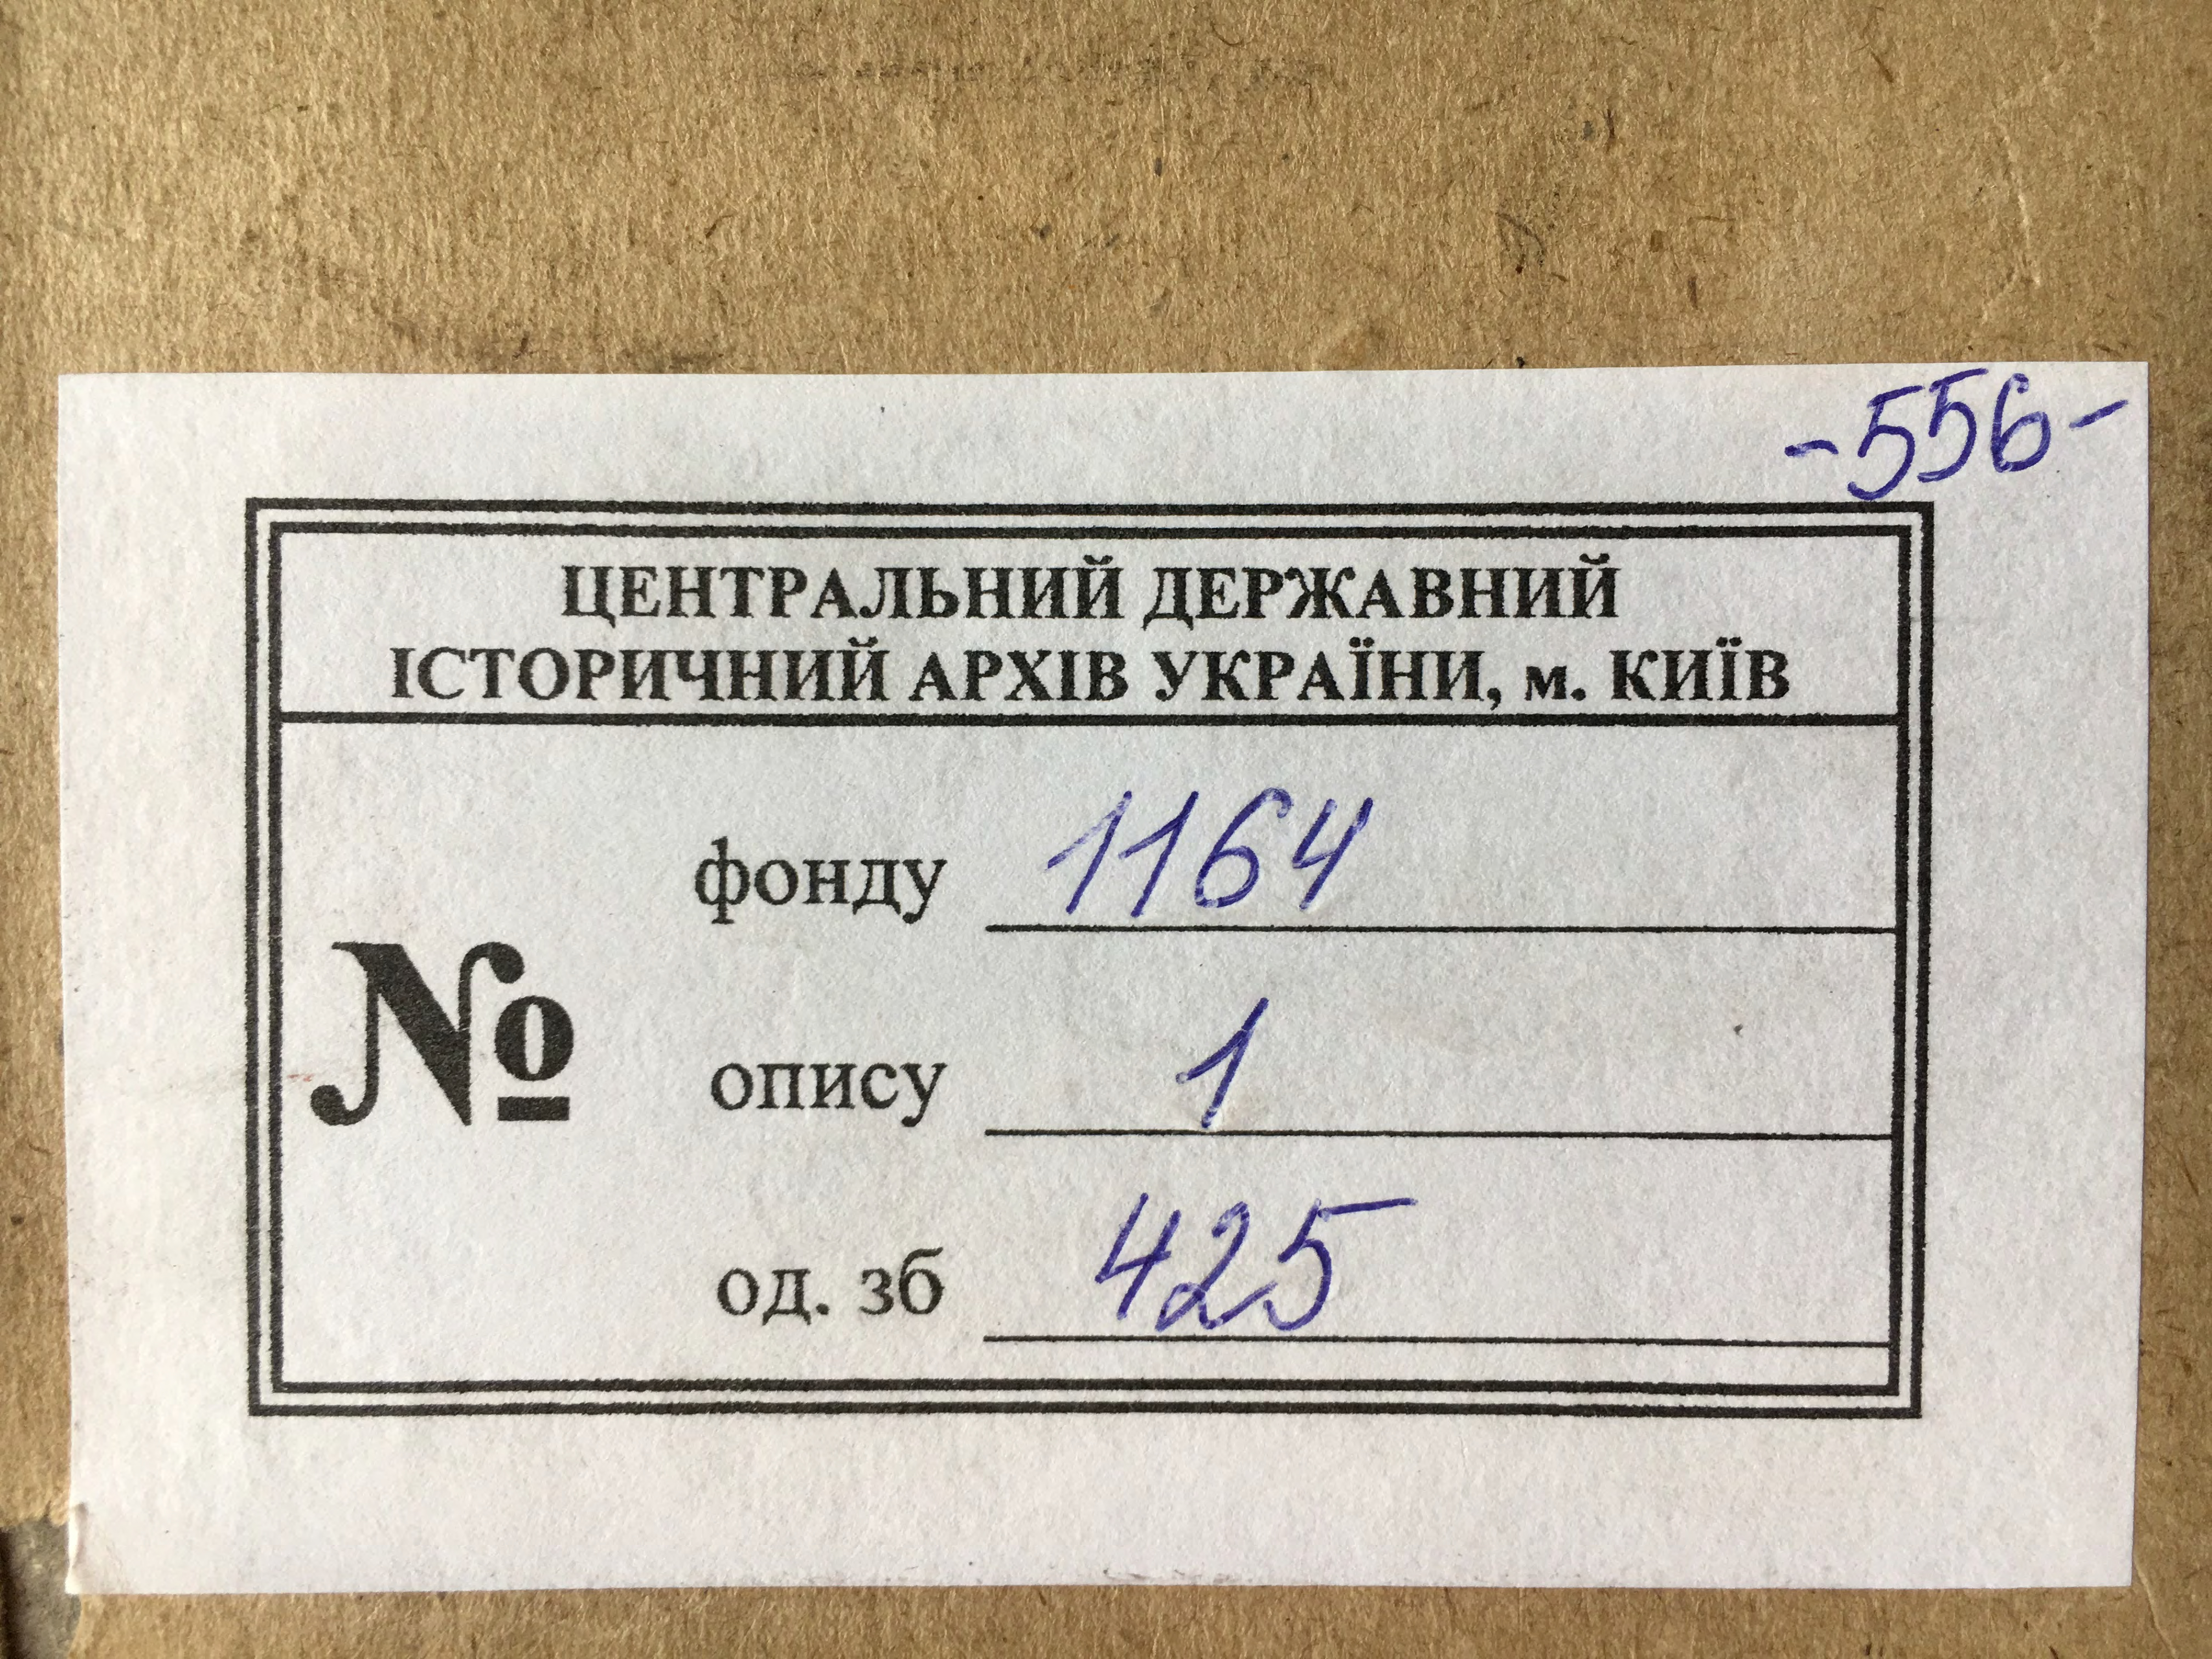 -556-
ЦЕНТРАЛЬНИЙ ДЕРЖАВНИЙ
ІСТОРИЧНИЙ АРХІВ УКРАЇНИ, м. КИЇВ
фонду 1164
№
опису 1
од. зб 425